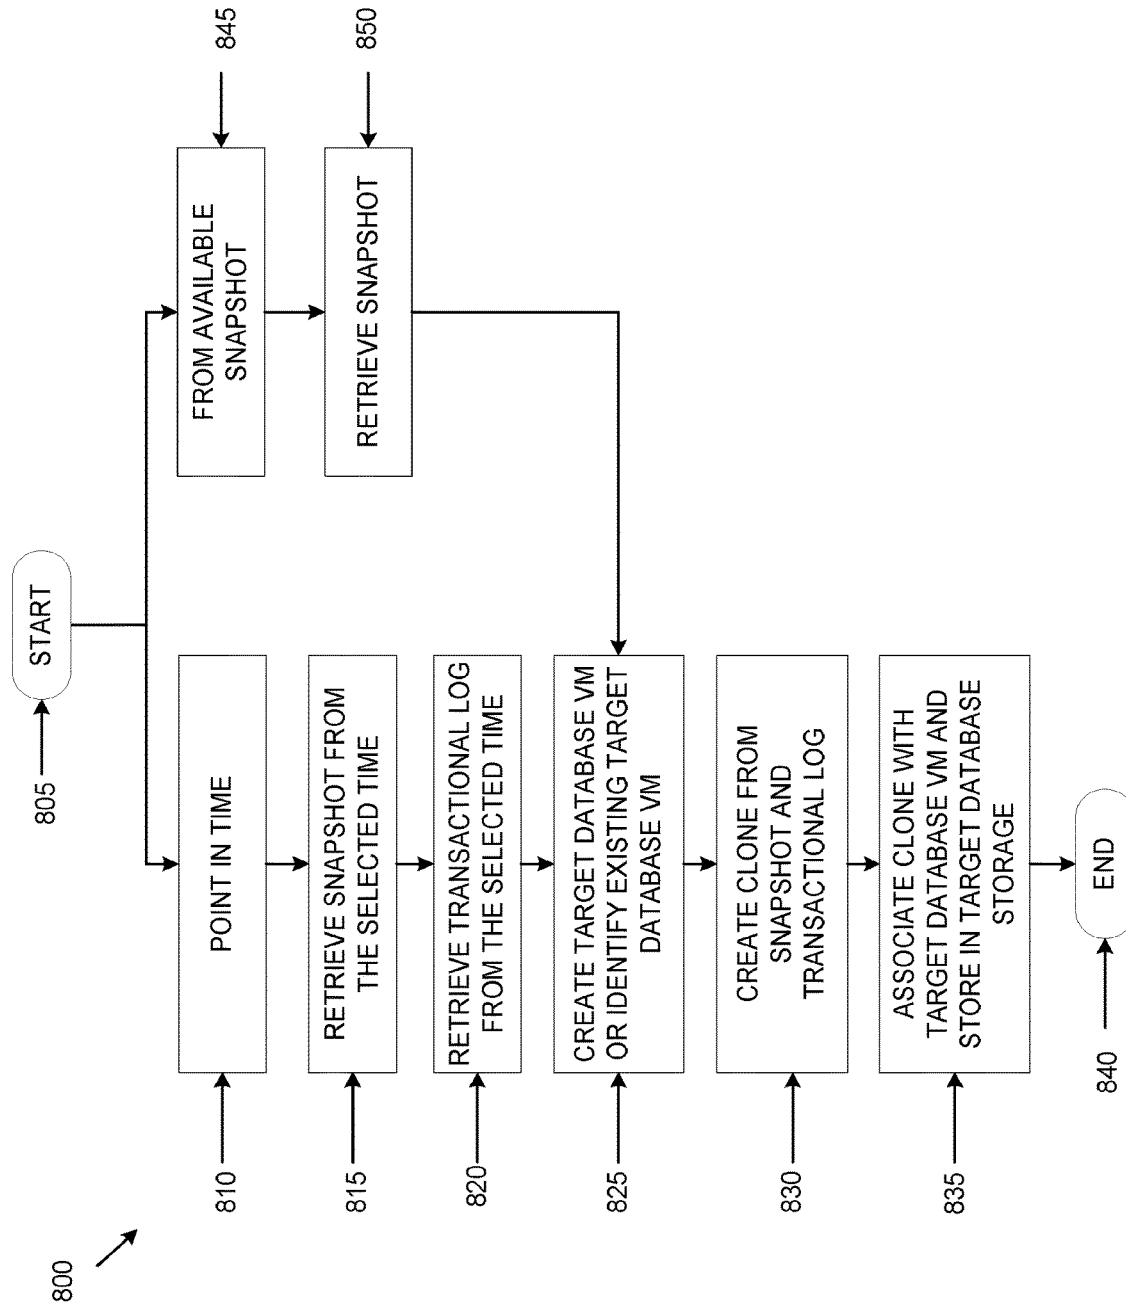 800
805
START
810
POINT IN TIME
845
FROM AVAILABLE
SNAPSHOT
815
RETRIEVE SNAPSHOT FROM
THE SELECTED TIME
850
RETRIEVE SNAPSHOT
820
RETRIEVE TRANSACTIONAL LOG
FROM THE SELECTED TIME
825
CREATE TARGET DATABASE VM
OR IDENTIFY EXISTING TARGET
DATABASE VM
830
CREATE CLONE FROM
SNAPSHOT AND
TRANSACTIONAL LOG
835
ASSOCIATE CLONE WITH
TARGET DATABASE VM AND
STORE IN TARGET DATABASE
STORAGE
840
END